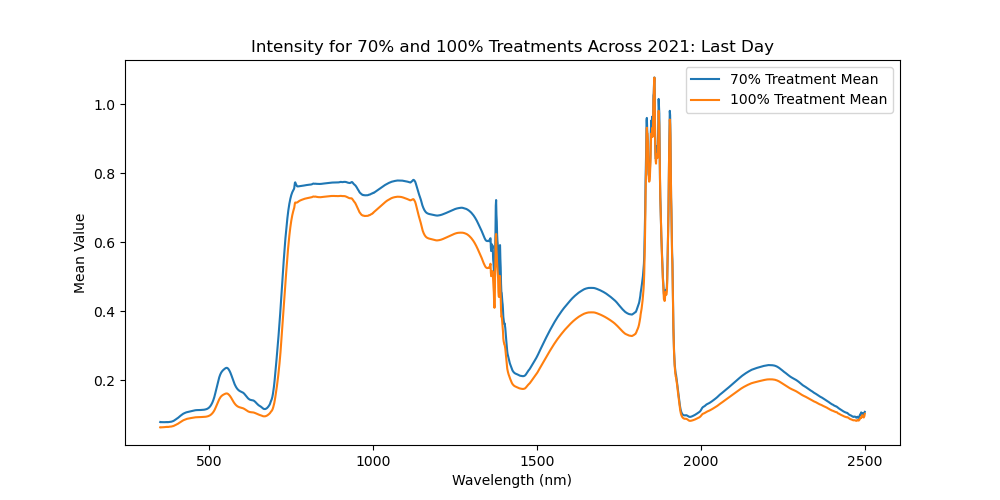 Intensity for 70% and 100% Treatments Across 2021: Last Day
70% Treatment Mean
100% Treatment Mean
1.0
0.8
0.6
0.4
0.2
Mean Value
500 1000 1500 2000 2500
Wavelength (nm)